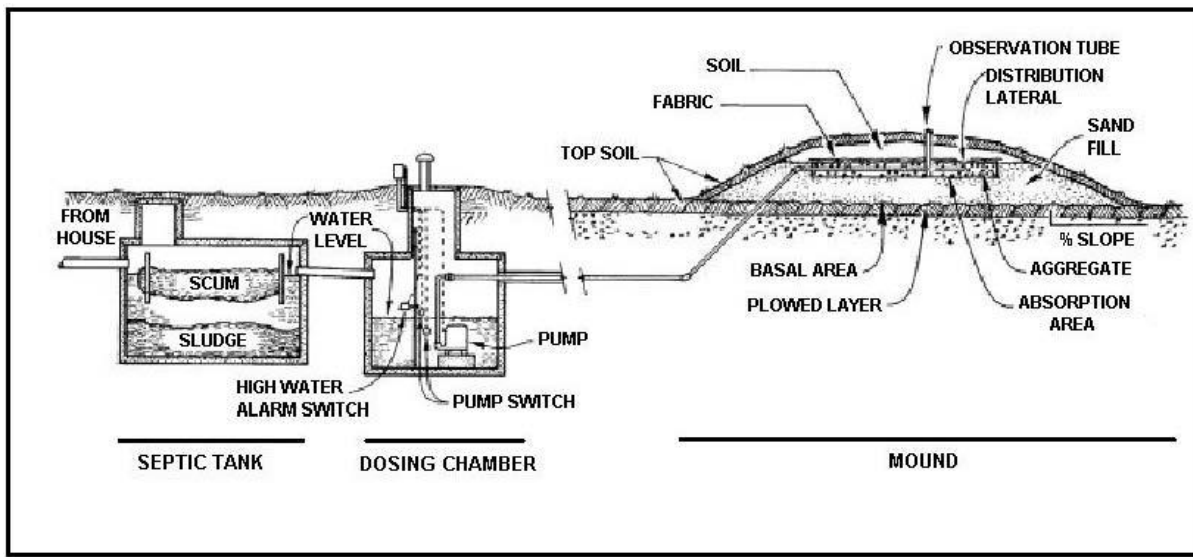 OBSERVATION TUBE
SOIL
DISTRIBUTION
LATERAL
FABRIC
SAND
FILL
TOP SOIL
FROM
HOUSE
WATER
LEVEL
% SLOPE
SCUM
BASAL AREA
AGGREGATE
PLOWED LAYER
ABSORPTION
AREA
SLUDGE
PUMP
HIGH WATER
ALARM SWITCH
PUMP SWITCH
SEPTIC TANK
DOSING CHAMBER
MOUND